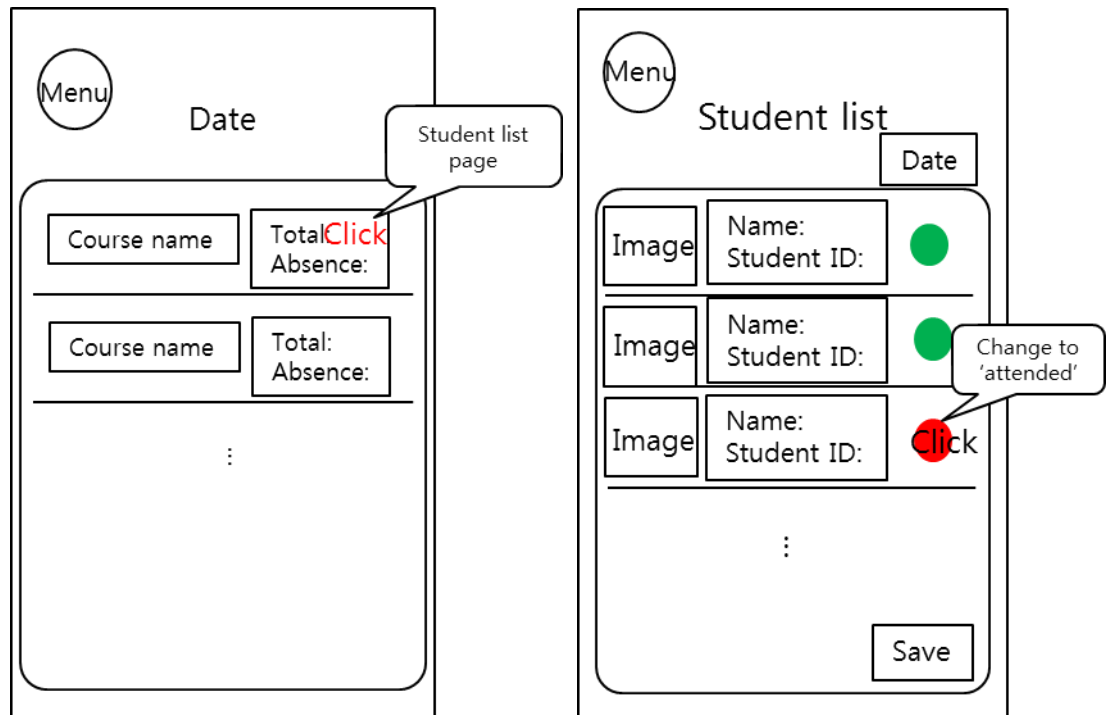 Menu
Date
Student list
page
Course name
Total:
Click
Absence:
Course name
Total:
Absence:
⋮
Menu
Student list
Date
Image
Name:
Student ID:
Image
Name:
Student ID:
Change to
‘attended’
Image
Name:
Student ID:
Click
⋮
Save